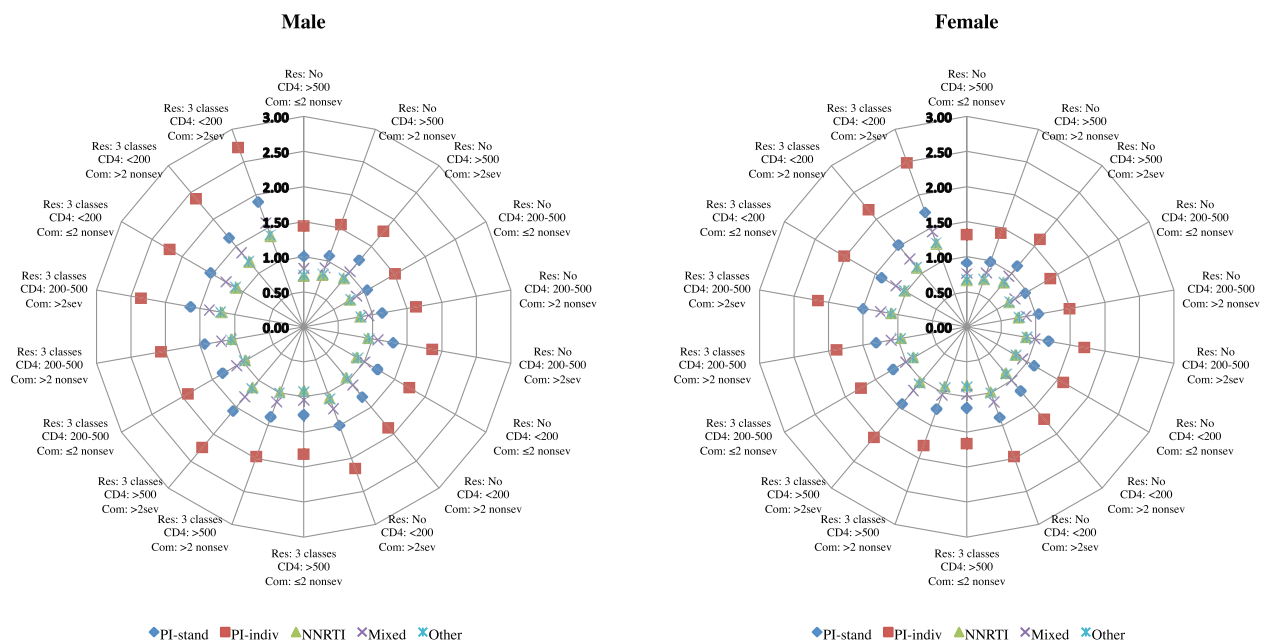 Male
Res: No
CD4: >500
Com: ≤2 nonsev
Res: No
CD4: >500
Com: >2 nonsev
Res: No
CD4: >500
Com: >2sev
Res: No
CD4: 200-500
Com: ≤2 nonsev
Res: No
CD4: 200-500
Com: >2 nonsev
Res: No
CD4: 200-500
Com: >2sev
Res: No
CD4: <200
Com: ≤2 nonsev
Res: No
CD4: <200
Com: >2 nonsev
Res: No
CD4: <200
Com: >2sev
Res: 3 classes
CD4: >500
Com: ≤2 nonsev
Res: 3 classes
CD4: >500
Com: >2 nonsev
Res: 3 classes
CD4: >500
Com: >2sev
Res: 3 classes
CD4: 200-500
Com: ≤2 nonsev
Res: 3 classes
CD4: 200-500
Com: >2 nonsev
Res: 3 classes
CD4: 200-500
Com: >2sev
Res: 3 classes
CD4: <200
Com: ≤2 nonsev
Res: 3 classes
CD4: <200
Com: >2 nonsev
Res: 3 classes
CD4: <200
Com: >2sev
3.00
2.50
2.00
1.50
1.00
0.50
0.00
PI-stand PI-indiv NNRTI Mixed Other
Female
Res: No
CD4: >500
Com: ≤2 nonsev
Res: No
CD4: >500
Com: >2 nonsev
Res: No
CD4: >500
Com: >2sev
Res: No
CD4: 200-500
Com: ≤2 nonsev
Res: No
CD4: 200-500
Com: >2 nonsev
Res: No
CD4: 200-500
Com: >2sev
Res: No
CD4: <200
Com: ≤2 nonsev
Res: No
CD4: <200
Com: >2 nonsev
Res: No
CD4: <200
Com: >2sev
Res: 3 classes
CD4: >500
Com: ≤2 nonsev
Res: 3 classes
CD4: >500
Com: >2 nonsev
Res: 3 classes
CD4: >500
Com: >2sev
Res: 3 classes
CD4: 200-500
Com: ≤2 nonsev
Res: 3 classes
CD4: 200-500
Com: >2 nonsev
Res: 3 classes
CD4: 200-500
Com: >2sev
Res: 3 classes
CD4: <200
Com: ≤2 nonsev
Res: 3 classes
CD4: <200
Com: >2 nonsev
Res: 3 classes
CD4: <200
Com: >2sev
3.00
2.50
2.00
1.50
1.00
0.50
0.00
PI-stand PI-indiv NNRTI Mixed Other